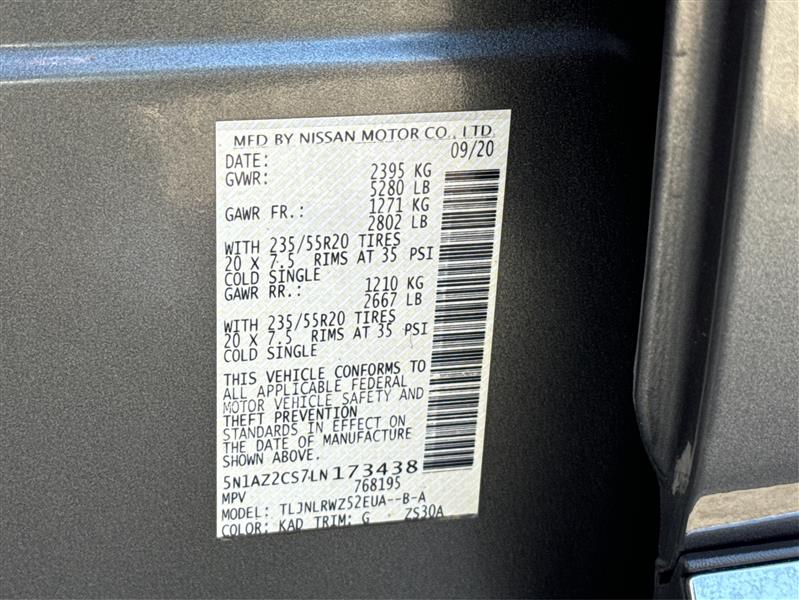 MFD BY NISSAN MOTOR CO., LTD.
DATE: 09/20
GVWR: 2395 KG
5280 LB
GAWR FR.: 1271 KG
2802 LB
WITH 235/55R20 TIRES
20 X 7.5 RIMS AT 35 PSI
COLD SINGLE
GAWR RR.: 1210 KG
2667 LB
WITH 235/55R20 TIRES
20 X 7.5 RIMS AT 35 PSI
COLD SINGLE
THIS VEHICLE CONFORMS TO
ALL APPLICABLE FEDERAL
MOTOR VEHICLE SAFETY AND
THEFT PREVENTION
STANDARDS IN EFFECT ON
THE DATE OF MANUFACTURE
SHOWN ABOVE.
5N1AZ2CS7LN173438
MPV 768195
MODEL: TLJNLRWZ52EUA--B-A
COLOR: KAD TRIM: G ZS30A